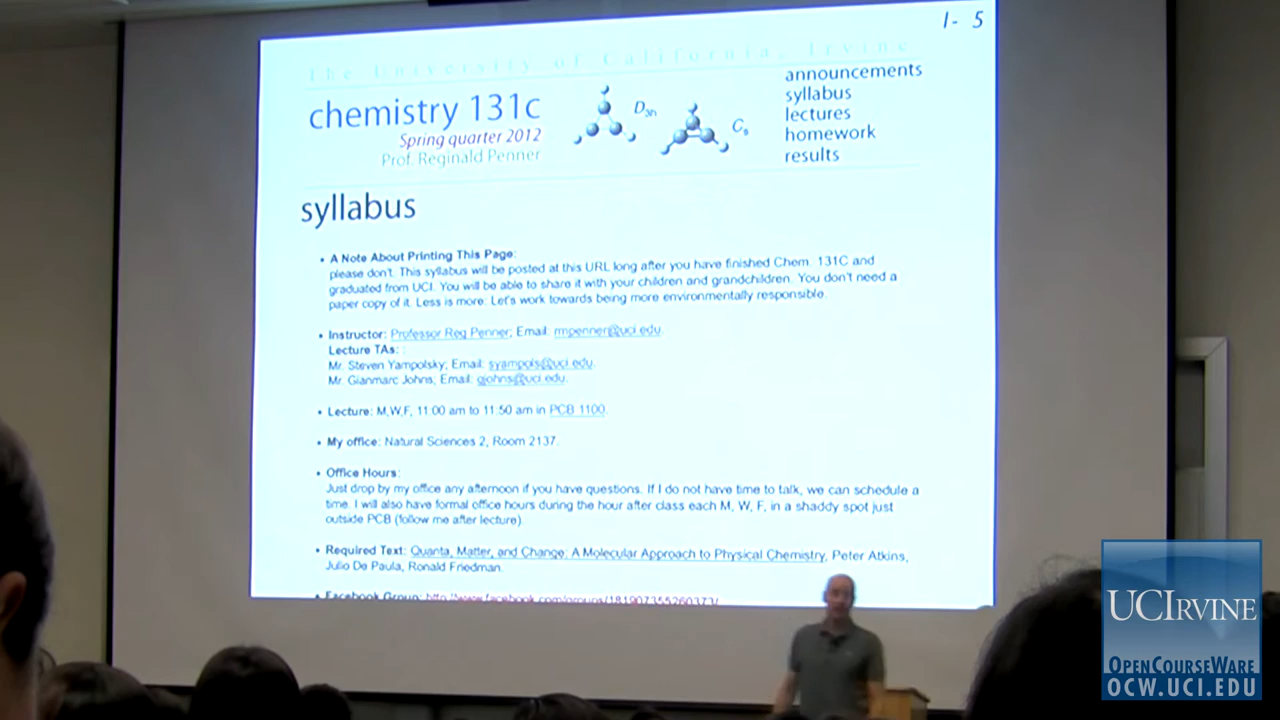 1- 5
The University of California, Irvine
chemistry 131c
Spring quarter 2012
Prof. Reginald Penner
D3h
Cs
announcements
syllabus
lectures
homework
results
syllabus
• A Note About Printing This Page:
please don't. This syllabus will be posted at this URL long after you have finished Chem. 131C and
graduated from UCI. You will be able to share it with your children and grandchildren. You don't need a
paper copy of it. Less is more. Let's work towards being more environmentally responsible.
• Instructor: Professor Reg Penner; Email: rmpenner@uci.edu.
Lecture TAs:
Mr. Steven Yampolsky; Email: syampols@uci.edu.
Mr. Gianmarc Johns; Email: gjohns@uci.edu.
• Lecture: M,W,F, 11:00 am to 11:50 am in PCB 1100.
• My office: Natural Sciences 2, Room 2137.
• Office Hours:
Just drop by my office any afternoon if you have questions. If I do not have time to talk, we can schedule a
time. I will also have formal office hours during the hour after class each M, W, F, in a shaddy spot just
outside PCB (follow me after lecture)
• Required Text: Quanta, Matter, and Change: A Molecular Approach to Physical Chemistry, Peter Atkins,
Julio De Paula, Ronald Friedman.
• Facebook Group: http://www.facebook.com/groups/181907355260373/
UCIRVINE
OPENCOURSEWARE
OCW.UCI.EDU